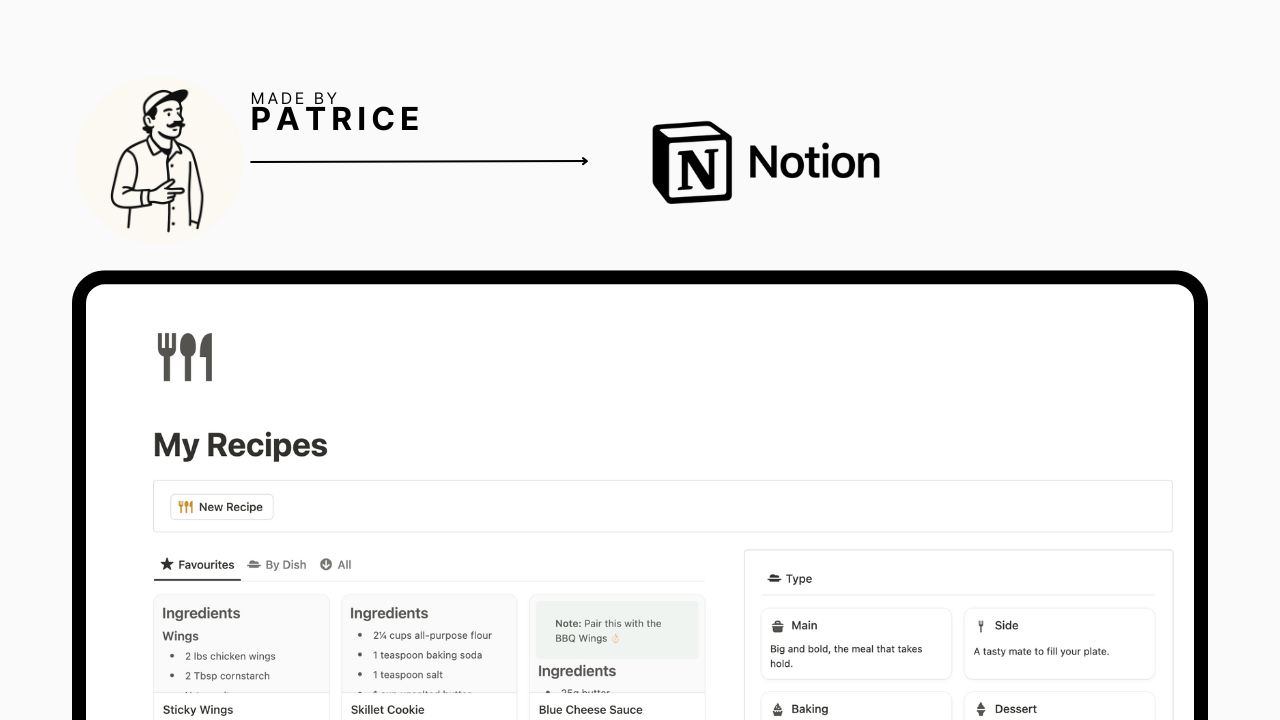 MADE BY
PATRICE
Notion
My Recipes
New Recipe
Favourites
By Dish
All
Ingredients
Wings
2 lbs chicken wings
2 Tbsp cornstarch
Sticky Wings
Ingredients
2¼ cups all-purpose flour
1 teaspoon baking soda
1 teaspoon salt
Skillet Cookie
Note: Pair this with the
BBQ Wings 👌🏻
Ingredients
25g butter
Blue Cheese Sauce
Type
Main
Big and bold, the meal that takes
hold.
Side
A tasty mate to fill your plate.
Baking
Dessert